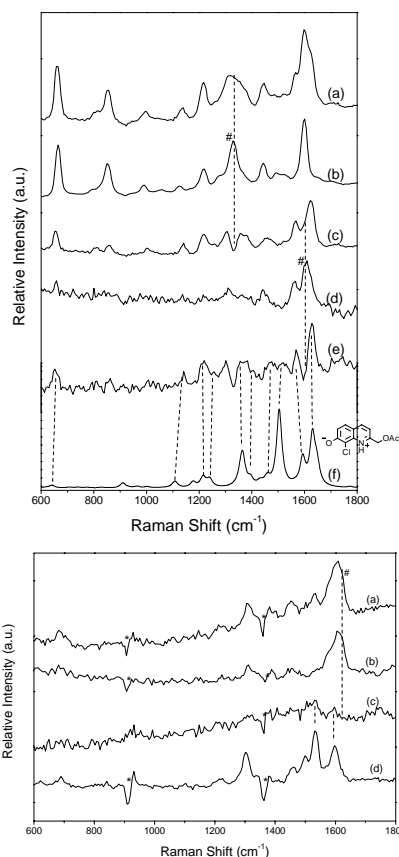 (a)
#
(b)
(c)
#
(d)
(e)
(f)
-O
Cl
N
H
+
OAc
Relative Intensity (a.u.)
600 800 1000 1200 1400 1600 1800
Raman Shift (cm-1)
#
(a)
*
*
(b)
*
*
(c)
*
*
(d)
*
*
Relative Intensity (a.u.)
600 800 1000 1200 1400 1600 1800
Raman Shift (cm-1)